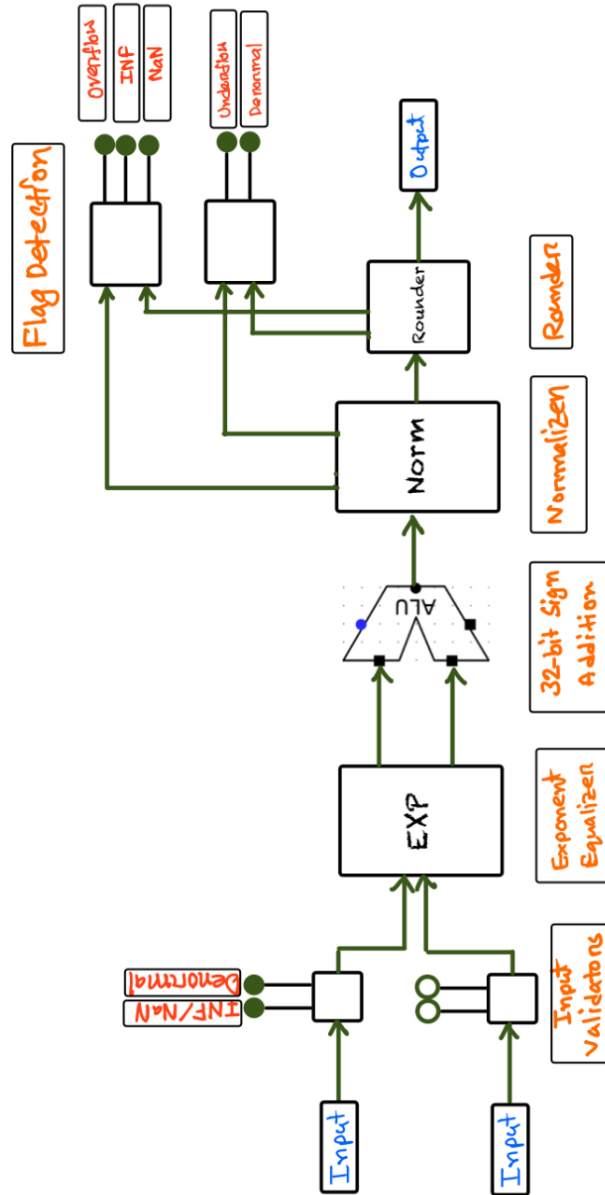 Flag Detection
Overflow
INF
NaN
Underflow
Denormal
Denormal
INF/NaN
Input
Input
EXP
ALU
Norm
Rounder
Output
Input
Validators
Exponent
Equalizer
32-bit Sign
Addition
Normalizer
Rounder